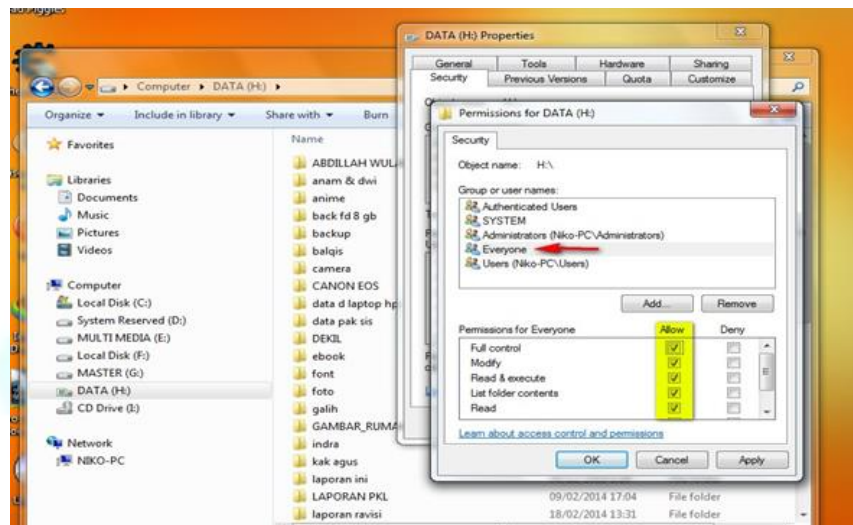 DATA (H:) Properties
General Tools Hardware Sharing
Security Previous Versions Quota Customize
Computer DATA (H:)
Organize Include in library Share with Burn
Permissions for DATA (H:)
Security
Object name: H:\
Group or user names:
Authenticated Users
SYSTEM
Administrators (Niko-PC\Administrators)
Everyone
Users (Niko-PC\Users)
Add... Remove
Permissions for Everyone Allow Deny
Full control
Modify
Read & execute
List folder contents
Read
Learn about access control and permissions
OK Cancel Apply
Favorites
Libraries
Documents
Music
Pictures
Videos
Computer
Local Disk (C:)
System Reserved (D:)
MULTI MEDIA (E:)
Local Disk (F:)
MASTER (G:)
DATA (H:)
CD Drive (I:)
Network
NIKO-PC
Name
ABDILLAH WUL
anam & dwi
anime
back fd 8 gb
backup
balqis
camera
CANON EOS
data d laptop hp
data pak sis
DEKIL
ebook
font
foto
galih
GAMBAR_RUMA
indra
kak agus
laporan ini
LAPORAN PKL 09/02/2014 17:04 File folder
laporan ravisi 18/02/2014 13:31 File folder